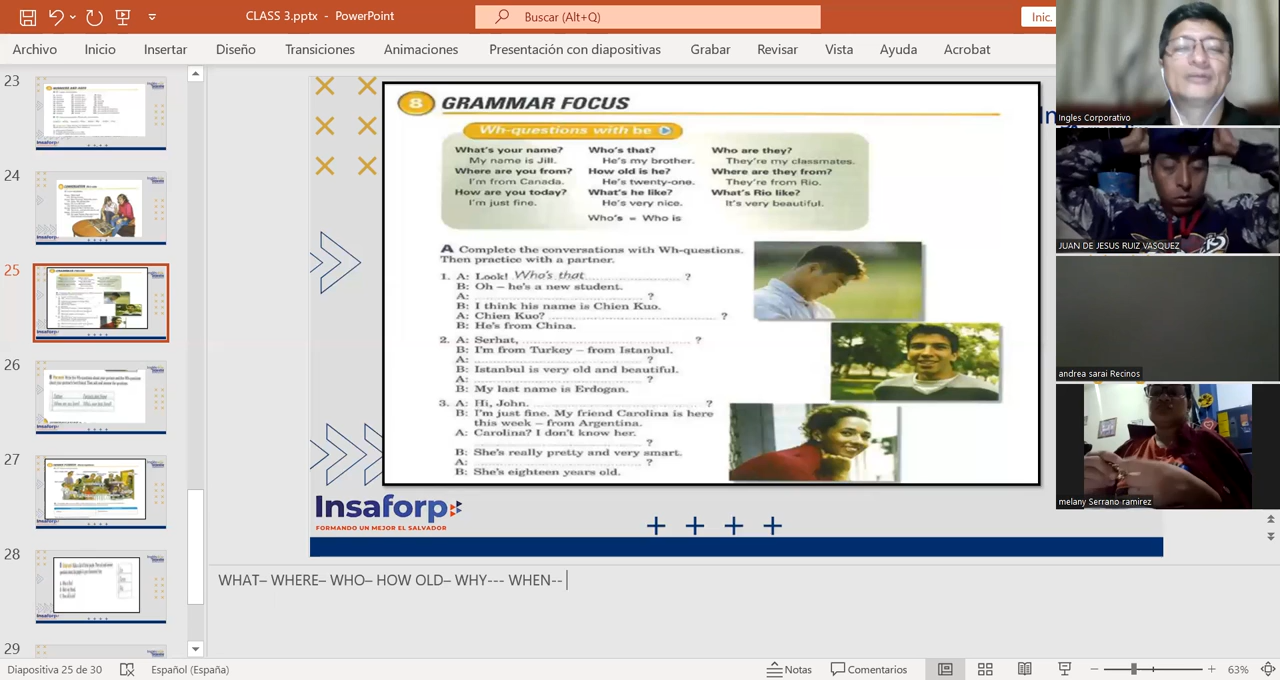 CLASS 3.pptx - PowerPoint
Buscar (Alt+Q)
Inic.
Archivo Inicio Insertar Diseño Transiciones Animaciones Presentación con diapositivas Grabar Revisar Vista Ayuda Acrobat
23
24
25
26
27
28
29
8 GRAMMAR FOCUS
Wh-questions with be
What's your name? Who's that? Who are they?
My name is Jill. He's my brother. They're my classmates.
Where are you from? How old is he? Where are they from?
I'm from Canada. He's twenty-one. They're from Rio.
How are you today? What's he like? What's Rio like?
I'm just fine. He's very nice. It's very beautiful.
Who's = Who is
A Complete the conversations with Wh-questions.
Then practice with a partner.
1. A: Look! Who's that ?
B: Oh – he's a new student.
A: ?
B: I think his name is Chien Kuo.
A: Chien Kuo? ?
B: He's from China.
2. A: Serhat, ?
B: I'm from Turkey – from Istanbul.
A: ?
B: Istanbul is very old and beautiful.
A: ?
B: My last name is Erdogan.
3. A: Hi, John. ?
B: I'm just fine. My friend Carolina is here
this week – from Argentina.
A: Carolina? I don't know her.
?
B: She's really pretty and very smart.
A: ?
B: She's eighteen years old.
Insaforp
FORMANDO UN MEJOR EL SALVADOR
WHAT– WHERE– WHO– HOW OLD– WHY--- WHEN--
Ingles Corporativo
JUAN DE JESUS RUIZ VASQUEZ
andrea sarai Recinos
melany Serrano ramirez
Diapositiva 25 de 30 Español (España) Notas Comentarios 63%